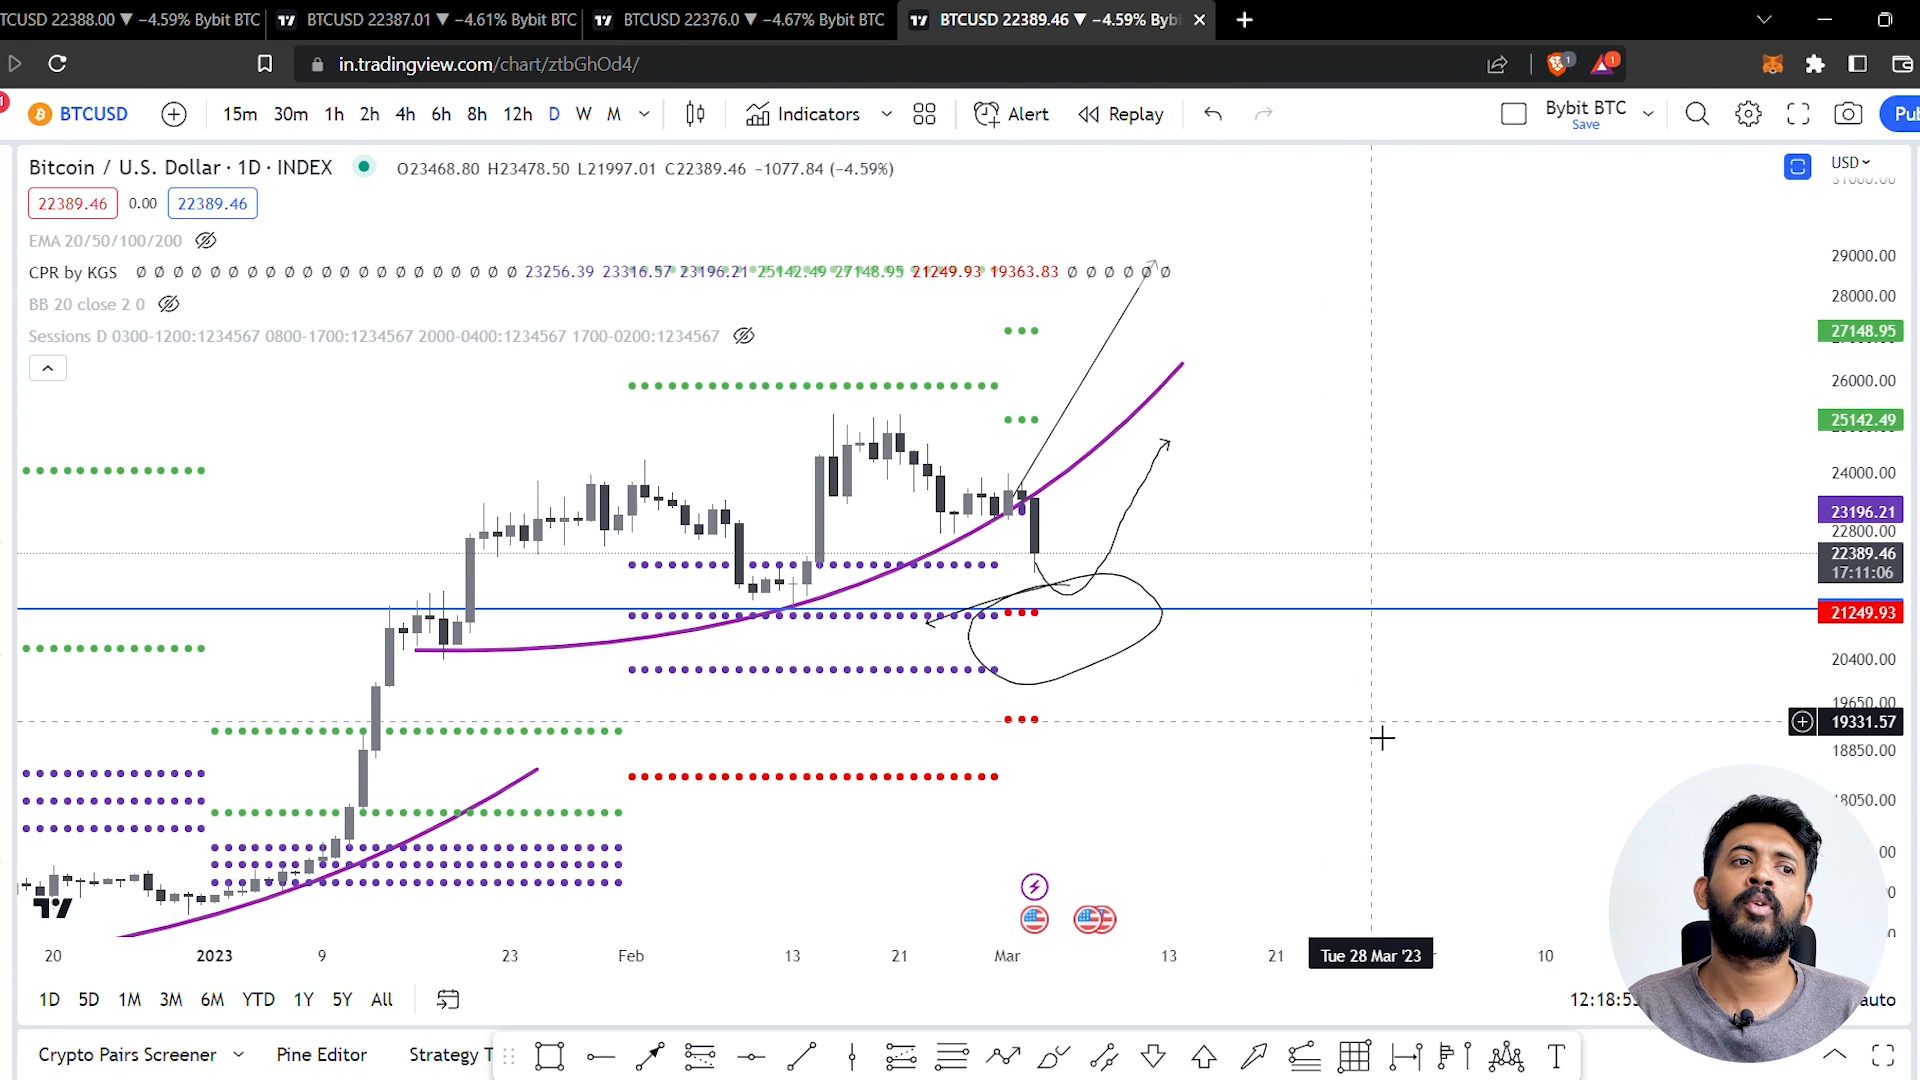 TCUSD 22388.00 ▼ −4.59% Bybit BTC
BTCUSD 22387.01 ▼ −4.61% Bybit BTC
BTCUSD 22376.0 ▼ −4.67% Bybit BTC
BTCUSD 22389.46 ▼ −4.59% Byb
in.tradingview.com/chart/ztbGhOd4/
1
1
BTCUSD
15m 30m 1h 2h 4h 6h 8h 12h D W M
Indicators
Alert
Replay
Bybit BTC
Save
Pub
Bitcoin / U.S. Dollar · 1D · INDEX
O23468.80 H23478.50 L21997.01 C22389.46 −1077.84 (−4.59%)
USD
31000.00
22389.46 0.00 22389.46
EMA 20/50/100/200
CPR by KGS Ø Ø Ø Ø Ø Ø Ø Ø Ø Ø Ø Ø Ø Ø Ø Ø Ø Ø Ø Ø Ø 23256.39 23316.57 23196.21 25142.49 27148.95 21249.93 19363.83 Ø Ø Ø Ø Ø Ø
BB 20 close 2 0
Sessions D 0300-1200:1234567 0800-1700:1234567 2000-0400:1234567 1700-0200:1234567
29000.00
28000.00
27148.95
26000.00
25142.49
24000.00
23196.21
22800.00
22389.46
17:11:06
21249.93
20400.00
19650.00
19331.57
18850.00
18050.00
20 2023 9 23 Feb 13 21 Mar 13 21 Tue 28 Mar '23 10
1D 5D 1M 3M 6M YTD 1Y 5Y All
12:18:53
auto
Crypto Pairs Screener
Pine Editor
Strategy T